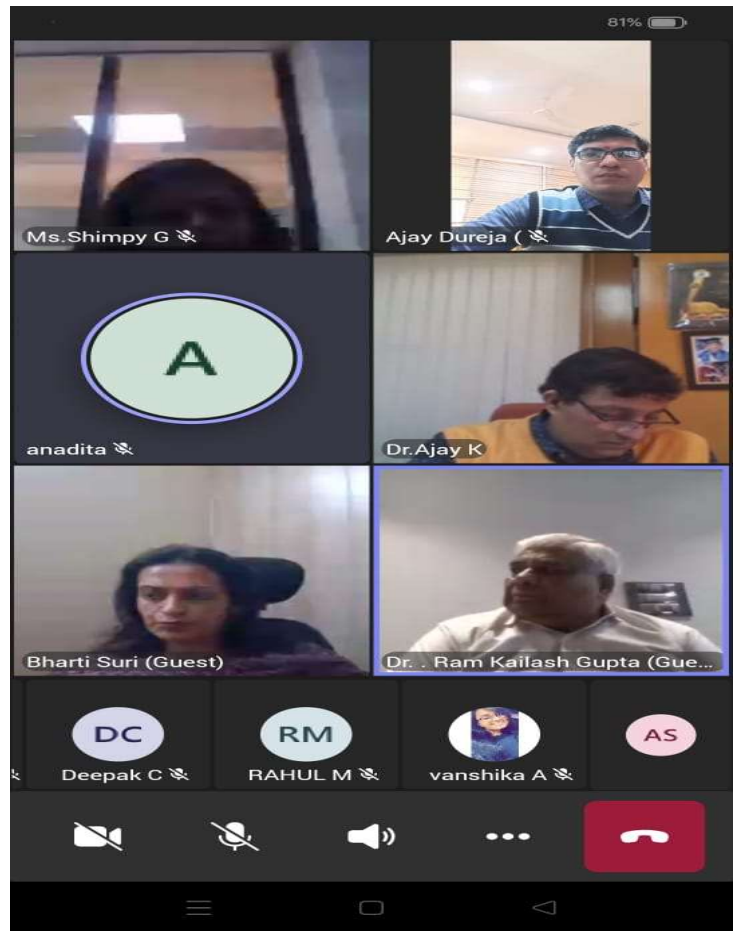 81%
Ms.Shimpy G
Ajay Dureja (
A
anadita
Dr.Ajay K
Bharti Suri (Guest)
Dr. . Ram Kailash Gupta (Gue...
DC
RM
AS
Deepak C
RAHUL M
vanshika A